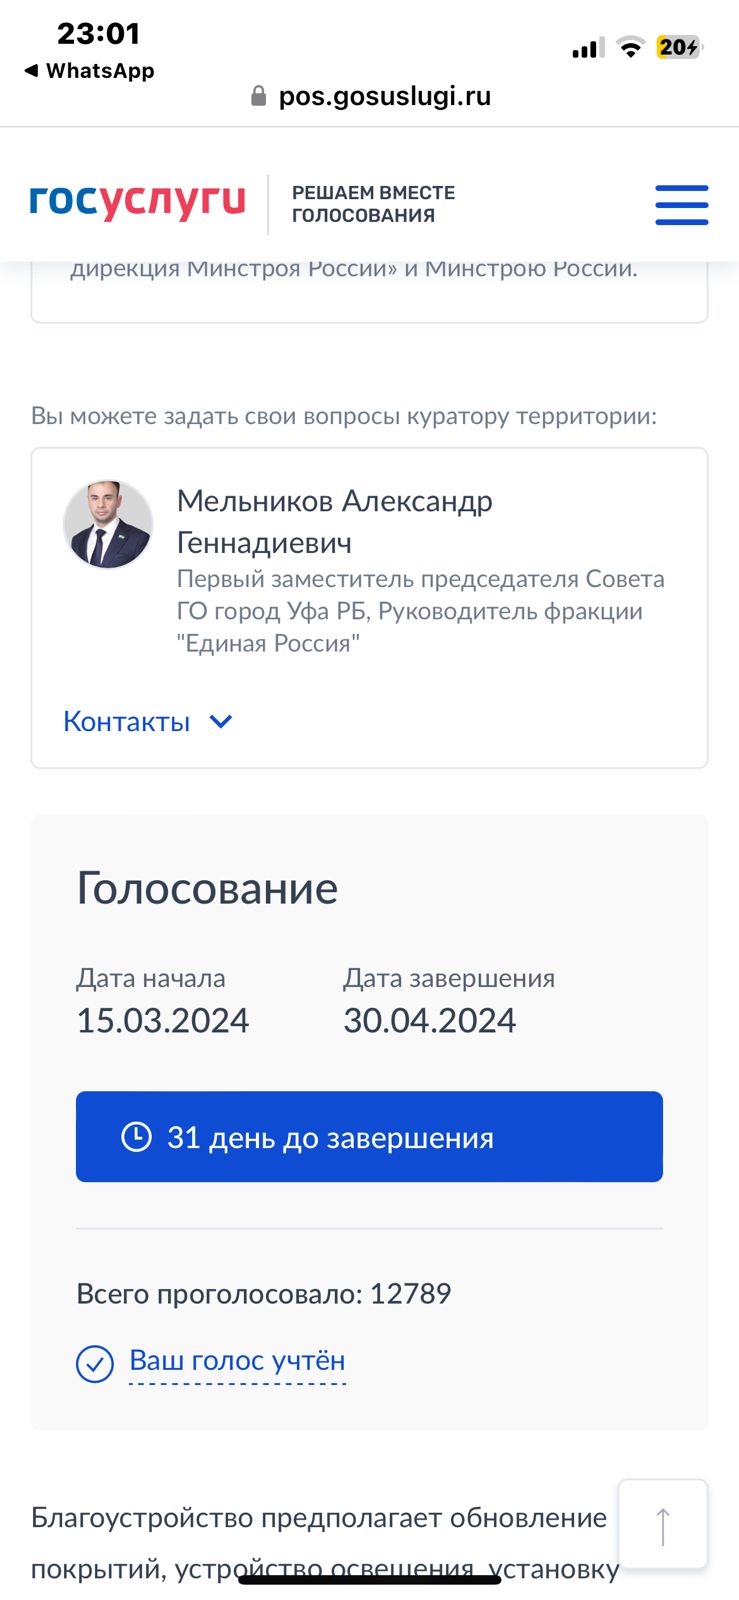 23:01
20
WhatsApp
pos.gosuslugi.ru
госуслуги
РЕШАЕМ ВМЕСТЕ
ГОЛОСОВАНИЯ
дирекция Минстроя России» и Минстрою России.
Вы можете задать свои вопросы куратору территории:
Мельников Александр
Геннадиевич
Первый заместитель председателя Совета
ГО город Уфа РБ, Руководитель фракции
"Единая Россия"
Контакты
Голосование
Дата начала
Дата завершения
15.03.2024
30.04.2024
31 день до завершения
Всего проголосовало: 12789
Ваш голос учтён
Благоустройство предполагает обновление
покрытий, устройство освещения, установку